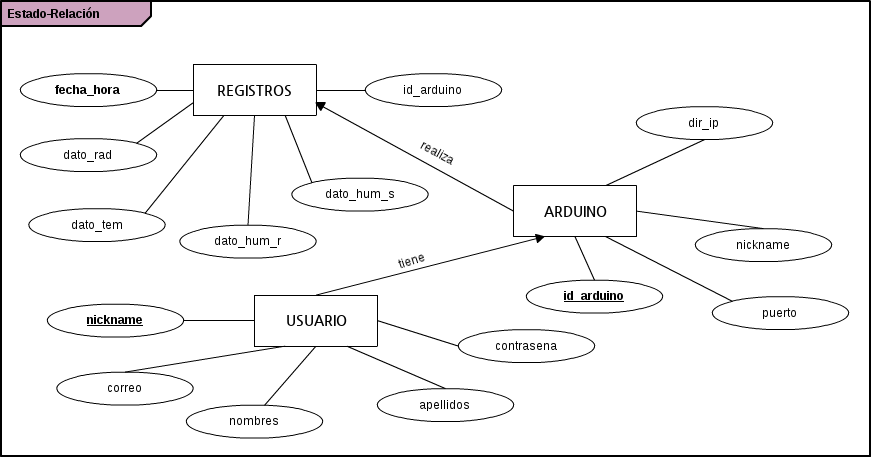 Estado-Relación
fecha_hora
REGISTROS
id_arduino
dir_ip
dato_rad
realiza
dato_hum_s
ARDUINO
dato_tem
dato_hum_r
nickname
tiene
id_arduino
puerto
nickname
USUARIO
contrasena
correo
apellidos
nombres